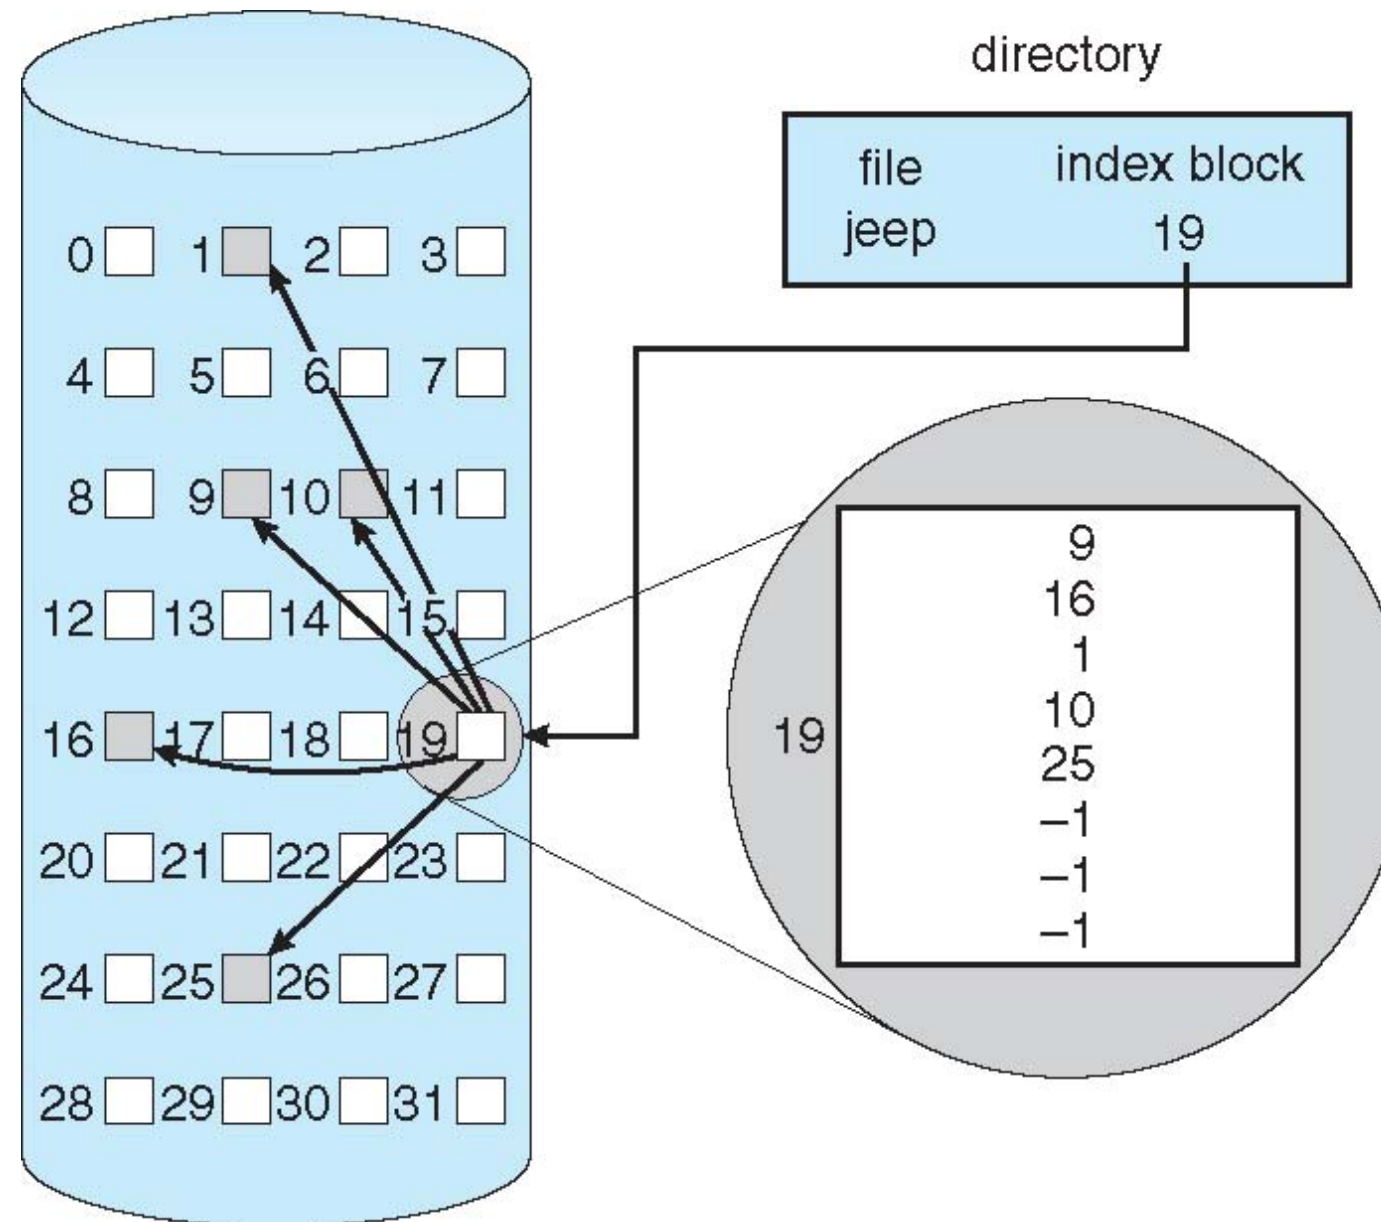 directory
file index block
jeep 19
0 1 2 3
4 5 6 7
8 9 10 11
12 13 14 15
16 17 18 19
20 21 22 23
24 25 26 27
28 29 30 31
19
9
16
1
10
25
–1
–1
–1